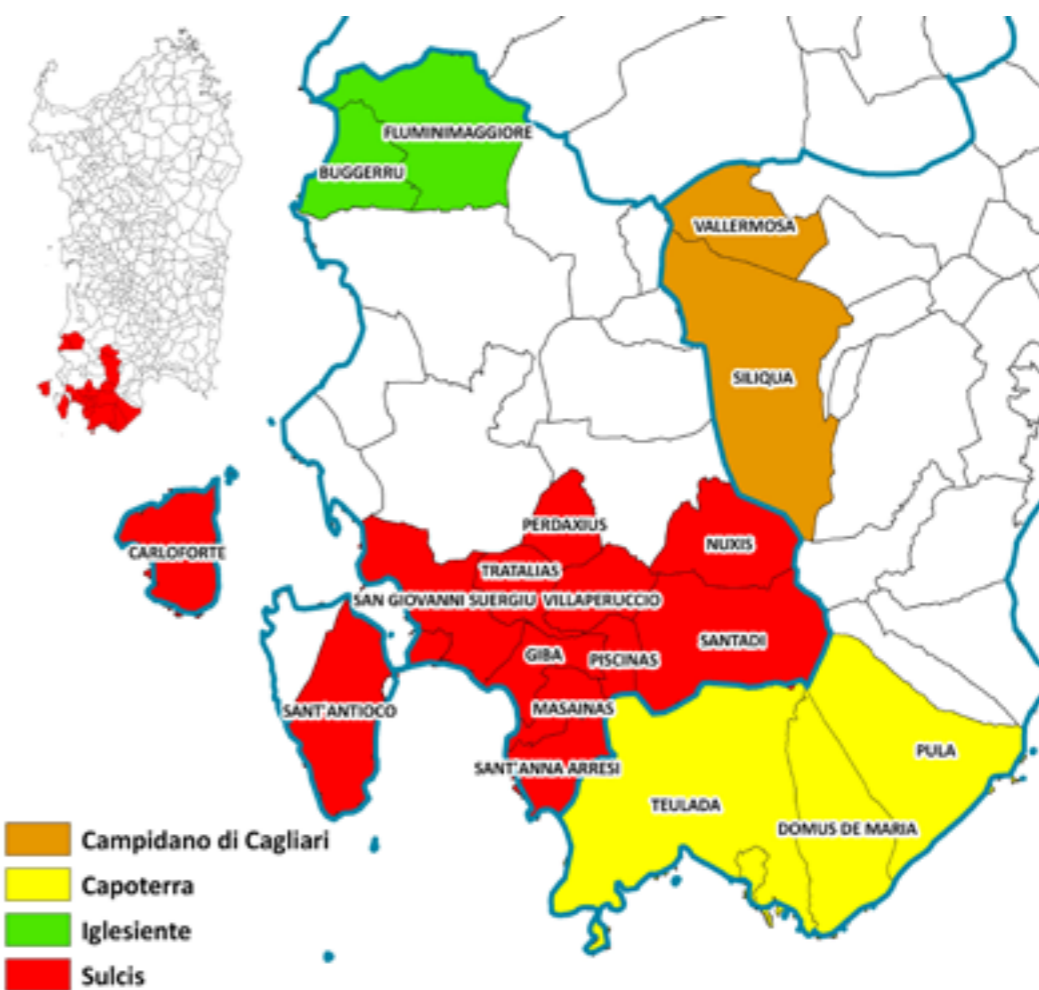 FLUMINIMAGGIORE
BUGGERRU
VALLERMOSA
SILIQUA
PERDAXIUS
NUXIS
CARLOFORTE
TRATALIAS
SAN GIOVANNI SUERGIU
VILLAPERUCCIO
SANTADI
GIBA
PISCINAS
SANT'ANTIOCO
MASAINAS
PULA
SANT'ANNA ARRESI
TEULADA
DOMUS DE MARIA
Campidano di Cagliari
Capoterra
Iglesiente
Sulcis